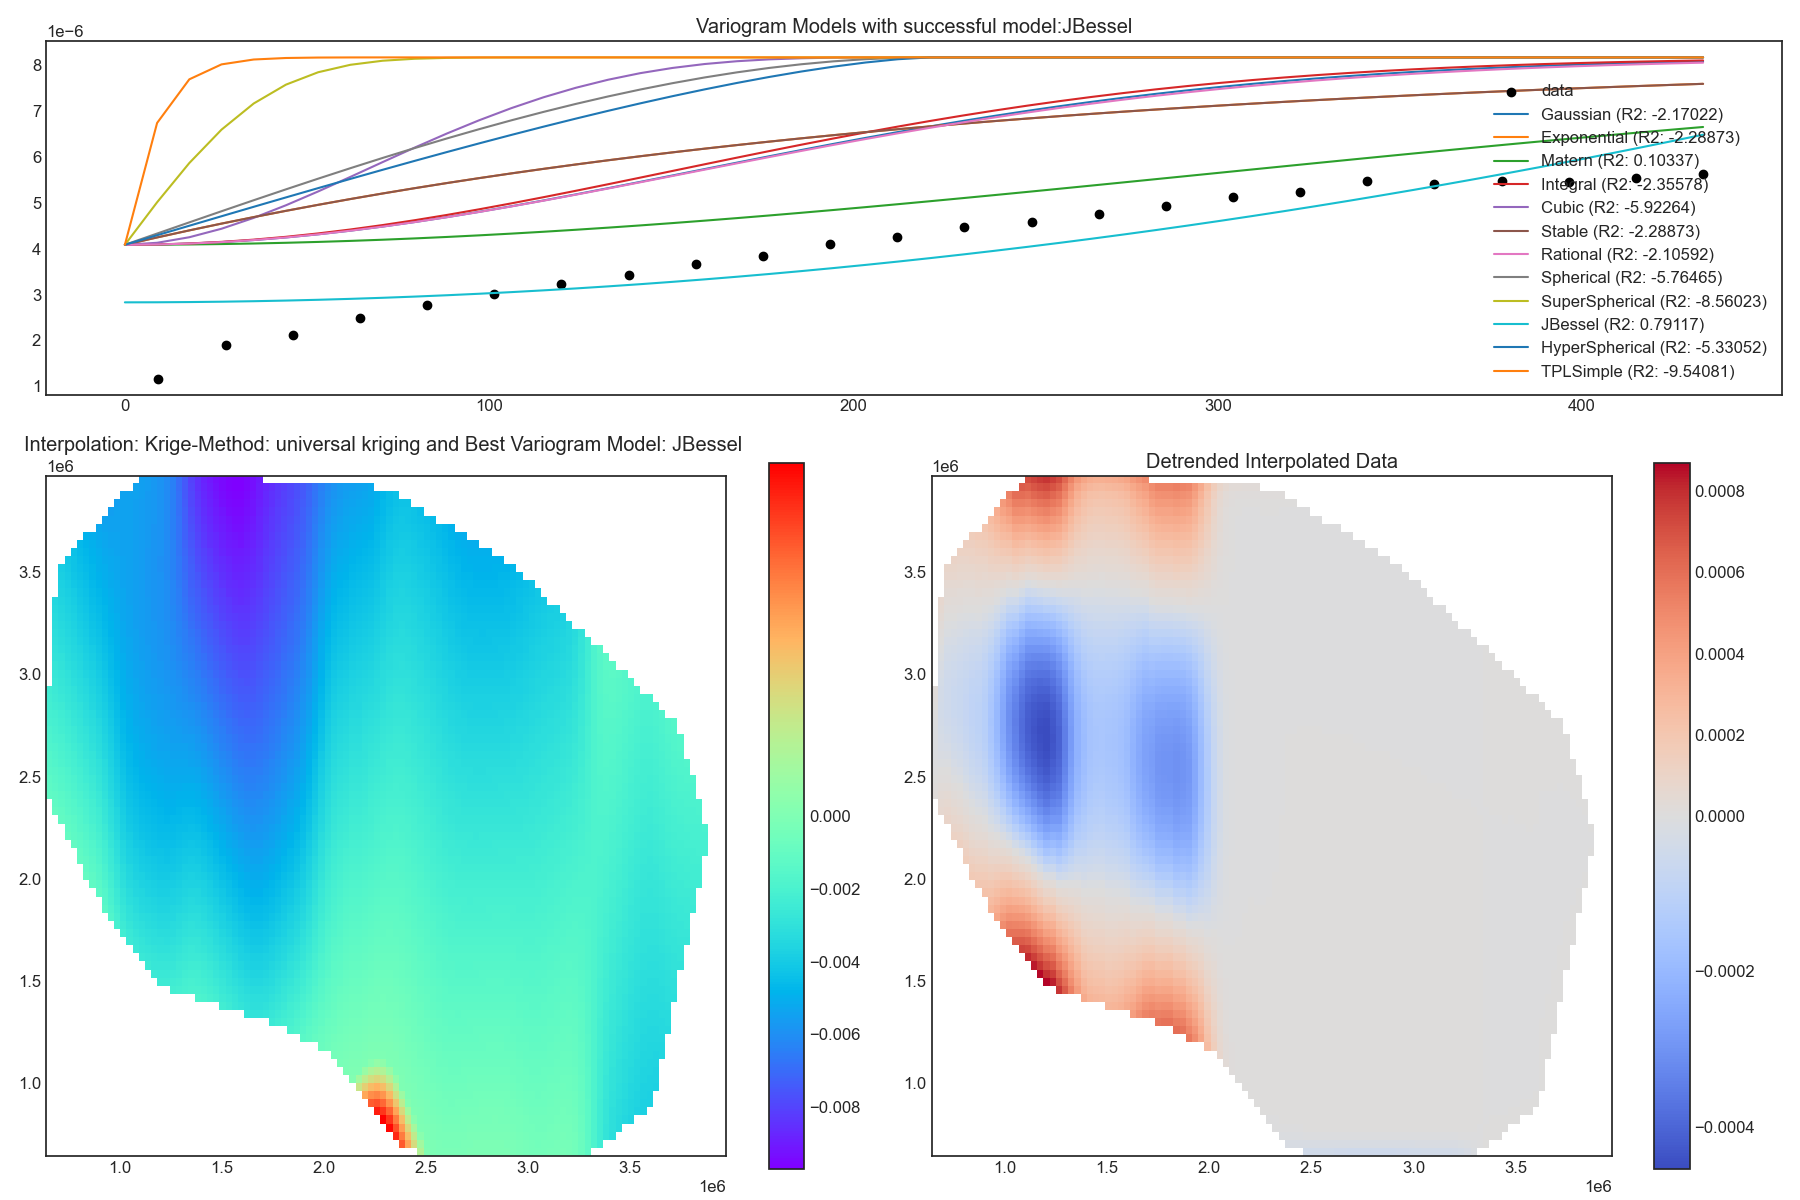 Variogram Models with successful model:JBessel
1e−6
8
7
6
5
4
3
2
1
0
100
200
300
400
data
Gaussian (R2: -2.17022)
Exponential (R2: -2.28873)
Matern (R2: 0.10337)
Integral (R2: -2.35578)
Cubic (R2: -5.92264)
Stable (R2: -2.28873)
Rational (R2: -2.10592)
Spherical (R2: -5.76465)
SuperSpherical (R2: -8.56023)
JBessel (R2: 0.79117)
HyperSpherical (R2: -5.33052)
TPLSimple (R2: -9.54081)
Interpolation: Krige-Method: universal kriging and Best Variogram Model: JBessel
1e6
3.5
3.0
2.5
2.0
1.5
1.0
1.0
1.5
2.0
2.5
3.0
3.5
1e6
0.000
−0.002
−0.004
−0.006
−0.008
Detrended Interpolated Data
1e6
3.5
3.0
2.5
2.0
1.5
1.0
1.0
1.5
2.0
2.5
3.0
3.5
1e6
0.0008
0.0006
0.0004
0.0002
0.0000
−0.0002
−0.0004